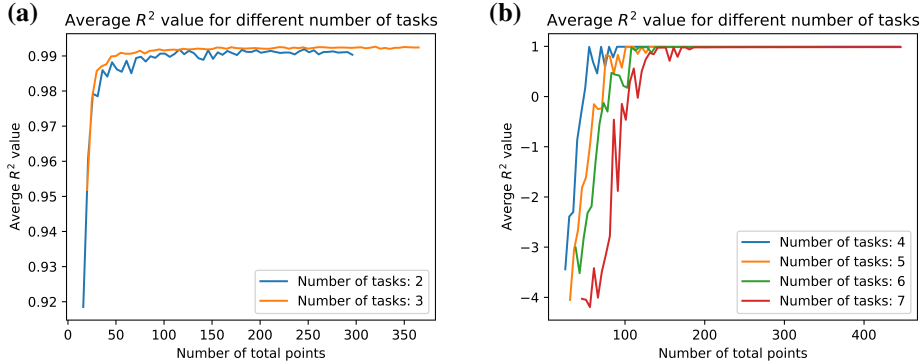 (a)
Average R² value for different number of tasks
Averge R² value
0.99
0.98
0.97
0.96
0.95
0.94
0.93
0.92
0
50
100
150
200
250
300
350
Number of total points
Number of tasks: 2
Number of tasks: 3
(b)
Average R² value for different number of tasks
Averge R² value
1
0
−1
−2
−3
−4
0
100
200
300
400
Number of total points
Number of tasks: 4
Number of tasks: 5
Number of tasks: 6
Number of tasks: 7